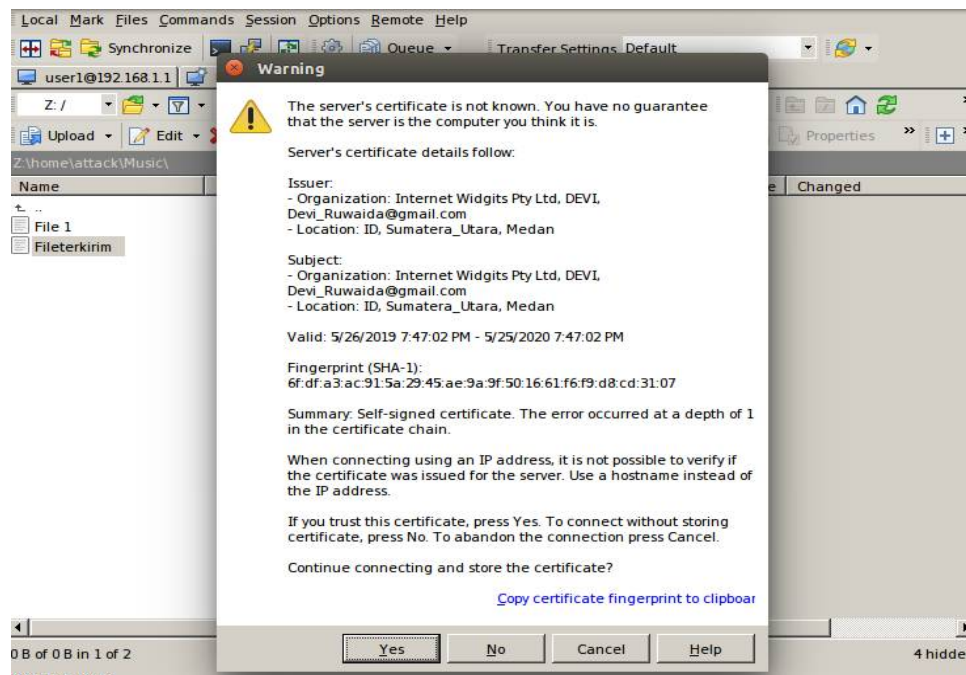 Local Mark Files Commands Session Options Remote Help
Synchronize Queue Transfer Settings Default
user1@192.168.1.1
Warning
Z: /
Upload Edit
Properties
Z:\home\attack\Music\
Name
Changed
..
File 1
Fileterkirim
The server's certificate is not known. You have no guarantee
that the server is the computer you think it is.
Server's certificate details follow:
Issuer:
- Organization: Internet Widgits Pty Ltd, DEVI,
Devi_Ruwaida@gmail.com
- Location: ID, Sumatera_Utara, Medan
Subject:
- Organization: Internet Widgits Pty Ltd, DEVI,
Devi_Ruwaida@gmail.com
- Location: ID, Sumatera_Utara, Medan
Valid: 5/26/2019 7:47:02 PM - 5/25/2020 7:47:02 PM
Fingerprint (SHA-1):
6f:df:a3:ac:91:5a:29:45:ae:9a:9f:50:16:61:f6:f9:d8:cd:31:07
Summary: Self-signed certificate. The error occurred at a depth of 1
in the certificate chain.
When connecting using an IP address, it is not possible to verify if
the certificate was issued for the server. Use a hostname instead of
the IP address.
If you trust this certificate, press Yes. To connect without storing
certificate, press No. To abandon the connection press Cancel.
Continue connecting and store the certificate?
Copy certificate fingerprint to clipboar
Yes No Cancel Help
0 B of 0 B in 1 of 2
4 hidde